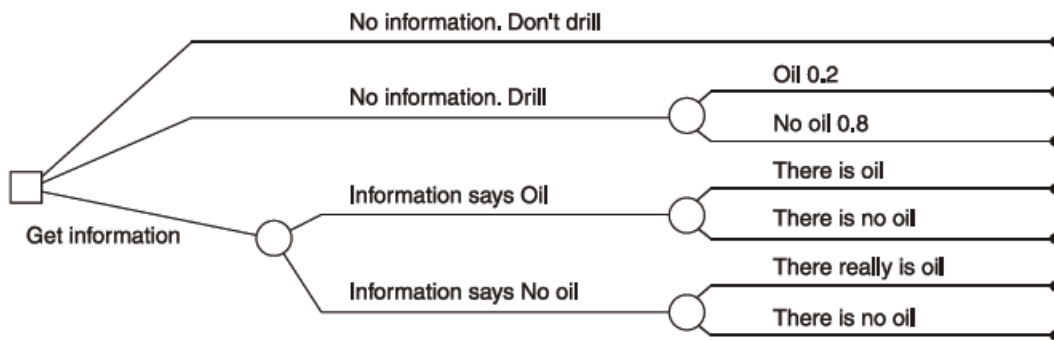 No information. Don't drill
Oil 0.2
No information. Drill
No oil 0.8
There is oil
Information says Oil
There is no oil
Get information
There really is oil
Information says No oil
There is no oil